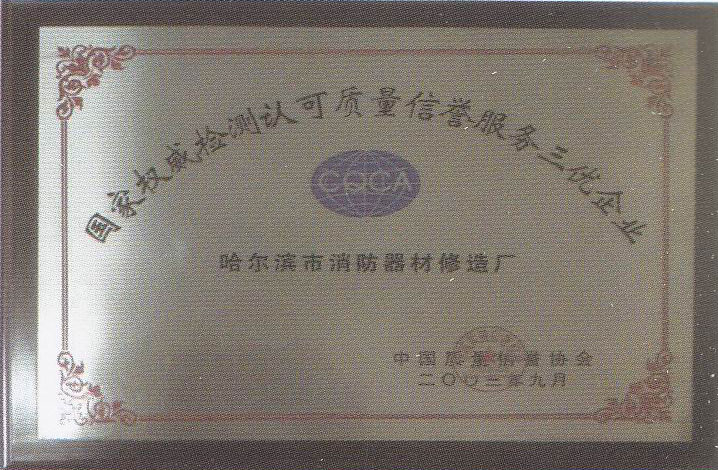 国家权威检测认可质量信誉服务三优企业
CQCA
哈尔滨市消防器材修造厂
中国质量信誉协会
二〇〇三年九月